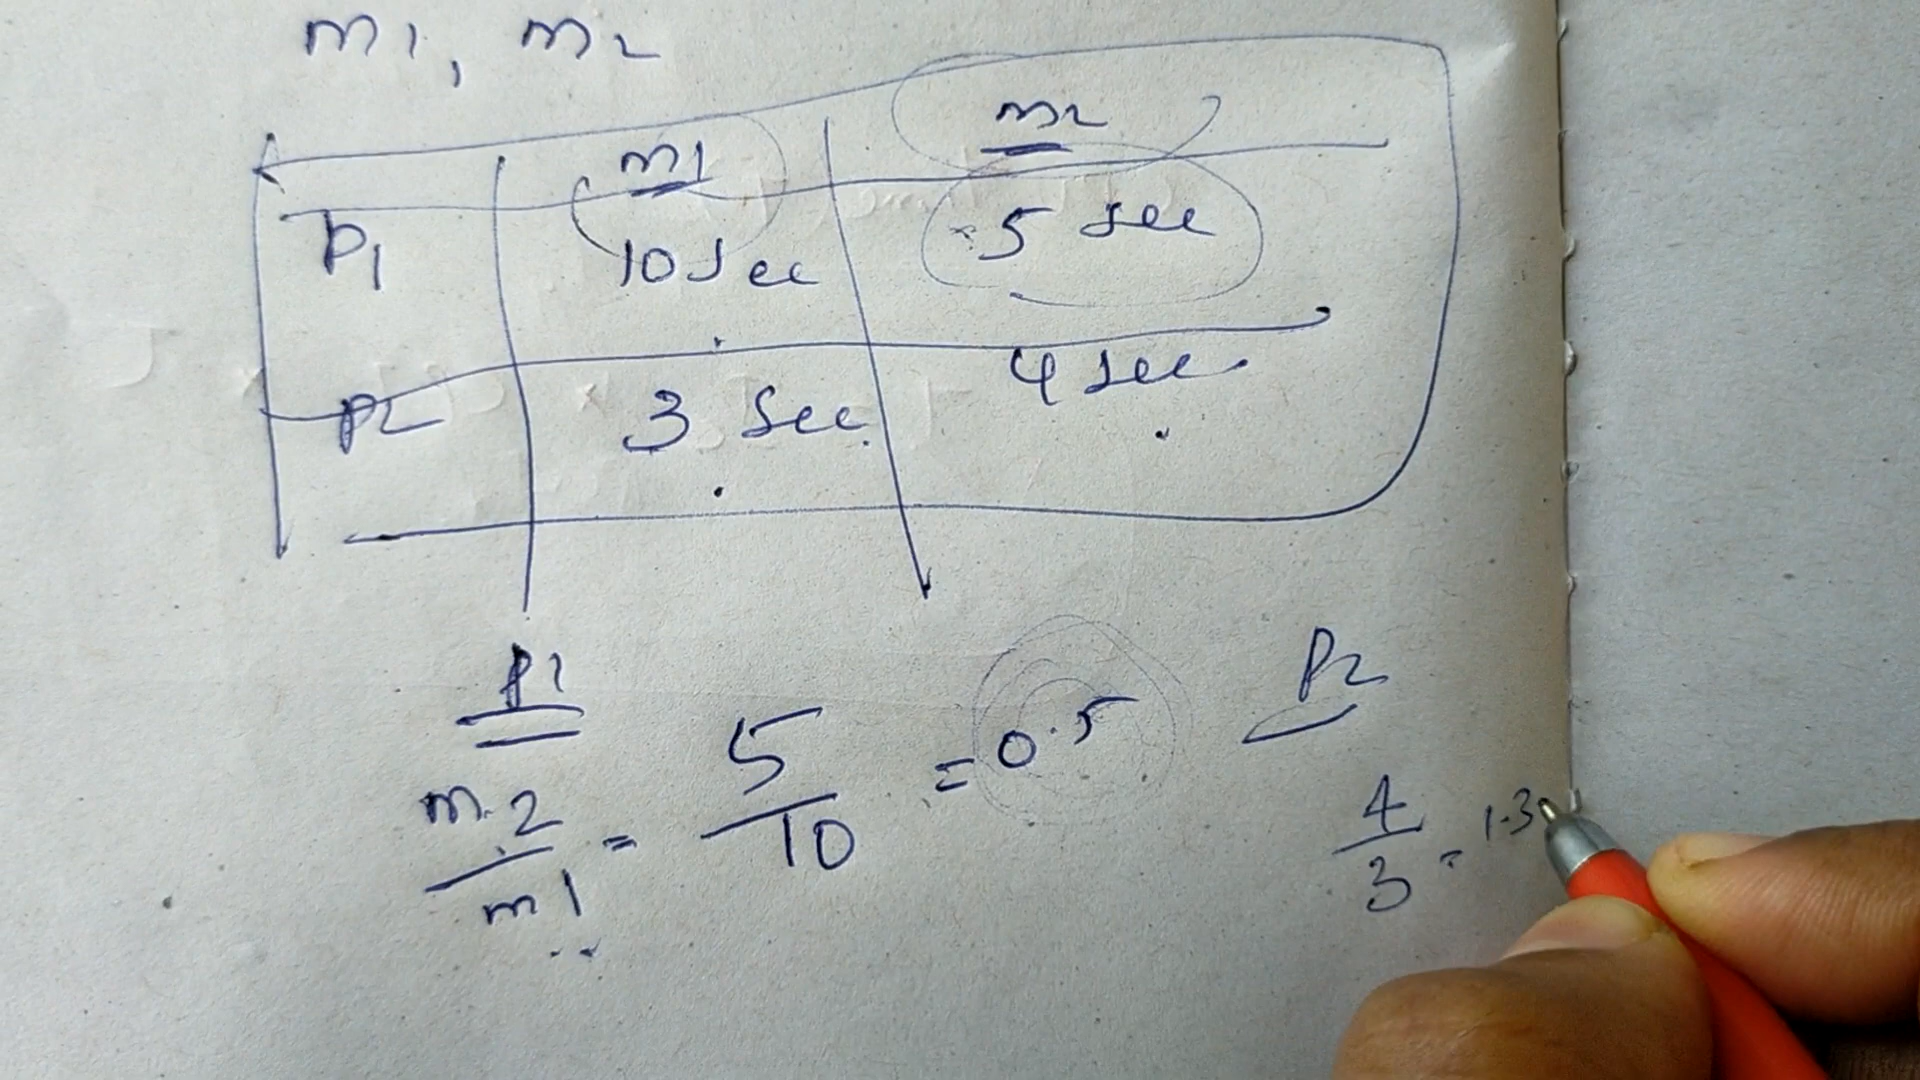 m1, m2
m1 m2
P1 10 Sec 5 Sec
P2 3 Sec. 4 Sec.
P1 P2
m2/m1 = 5/10 = 0.5 4/3 = 1.3